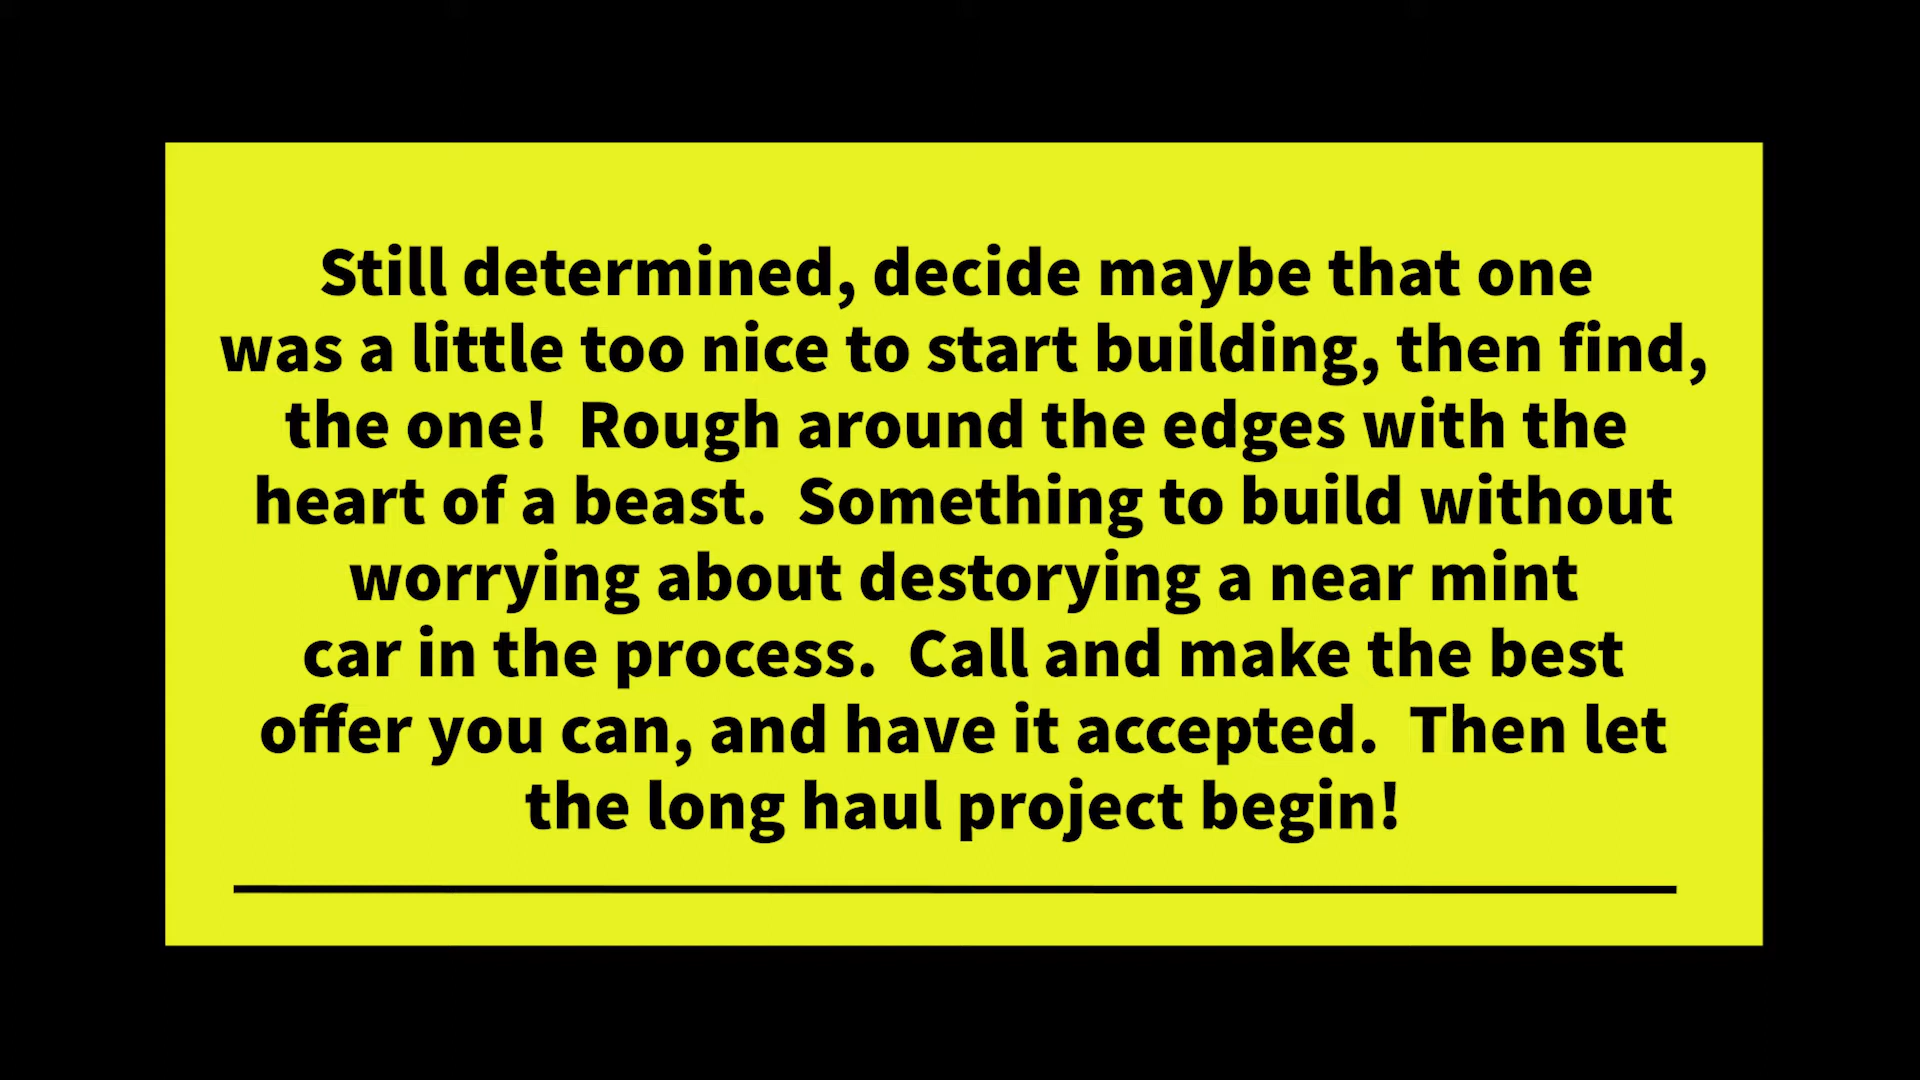 Still determined, decide maybe that one
was a little too nice to start building, then find,
the one!  Rough around the edges with the
heart of a beast.  Something to build without
worrying about destorying a near mint
car in the process.  Call and make the best
offer you can, and have it accepted.  Then let
the long haul project begin!